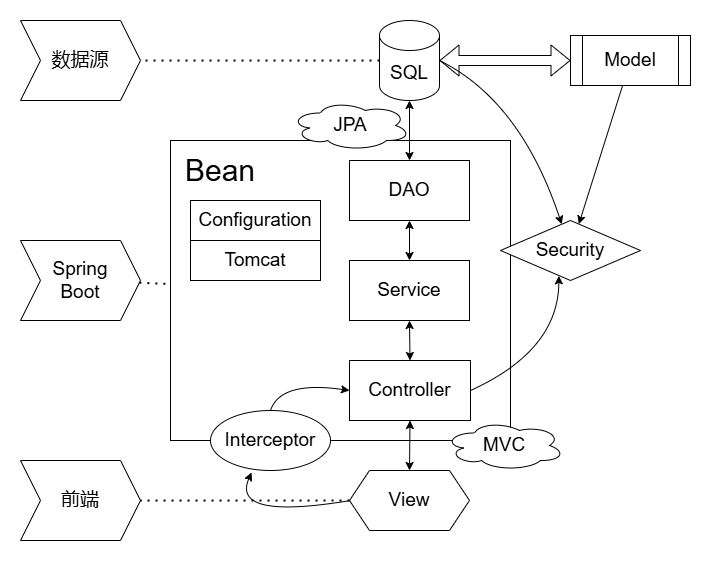 数据源
SQL
Model
JPA
Bean
DAO
Configuration
Tomcat
Security
Spring
Boot
Service
Controller
Interceptor
MVC
前端
View